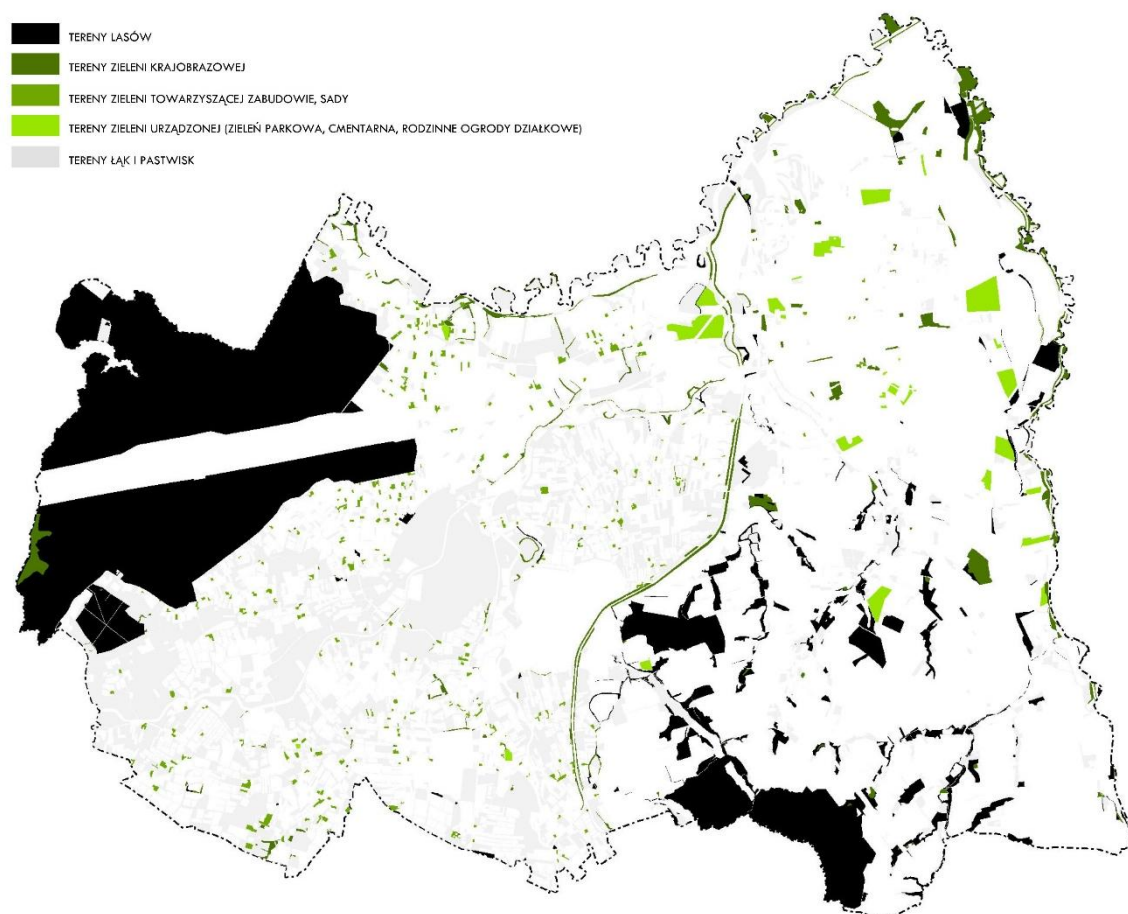 TERENY LASÓW
TERENY ZIELENI KRAJOBRAZOWEJ
TERENY ZIELENI TOWARZYSZĄCEJ ZABUDOWIE, SADY
TERENY ZIELENI URZĄDZONEJ (ZIELEŃ PARKOWA, CMENTARNA, RODZINNE OGRODY DZIAŁKOWE)
TERENY ŁĄK I PASTWISK